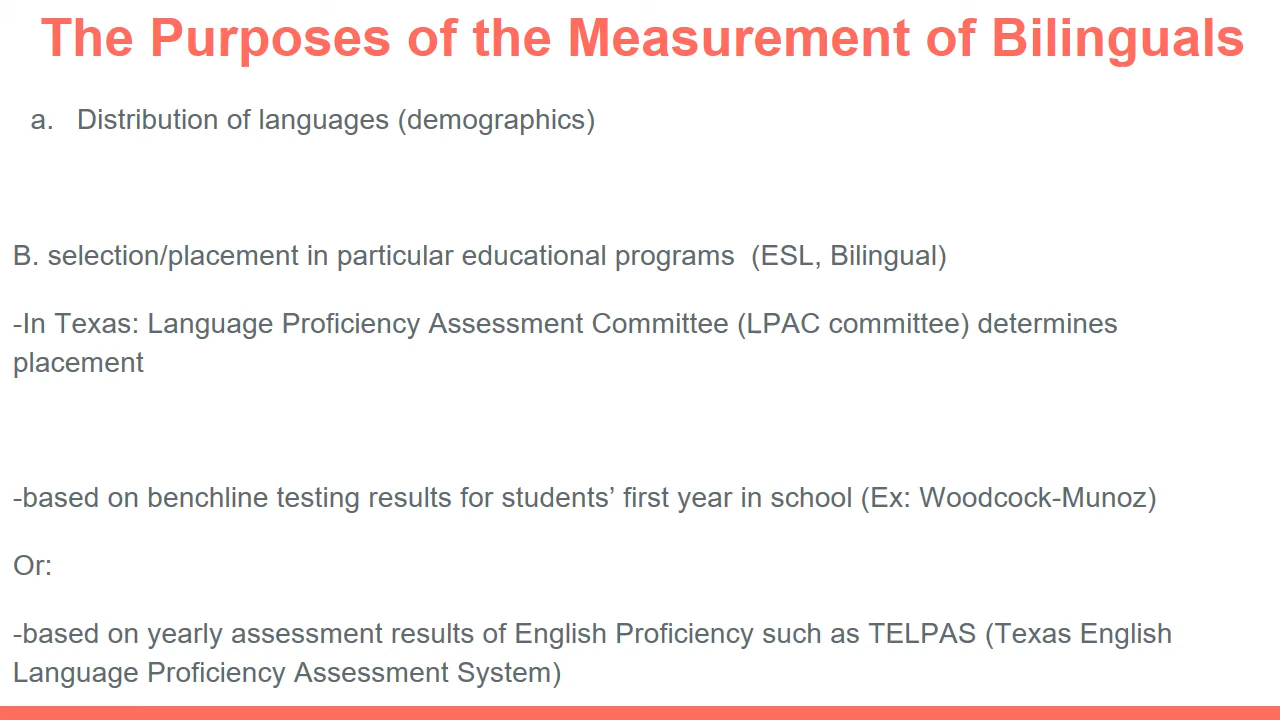 The Purposes of the Measurement of Bilinguals
a. Distribution of languages (demographics)
B. selection/placement in particular educational programs  (ESL, Bilingual)
-In Texas: Language Proficiency Assessment Committee (LPAC committee) determines
placement
-based on benchline testing results for students’ first year in school (Ex: Woodcock-Munoz)
Or:
-based on yearly assessment results of English Proficiency such as TELPAS (Texas English
Language Proficiency Assessment System)